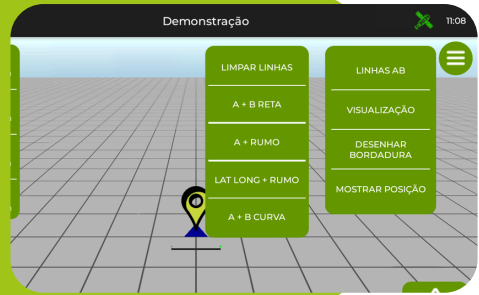 Demonstração
11:08
LIMPAR LINHAS
A + B RETA
A + RUMO
LAT LONG + RUMO
A + B CURVA
LINHAS AB
VISUALIZAÇÃO
DESENHAR
BORDADURA
MOSTRAR POSIÇÃO